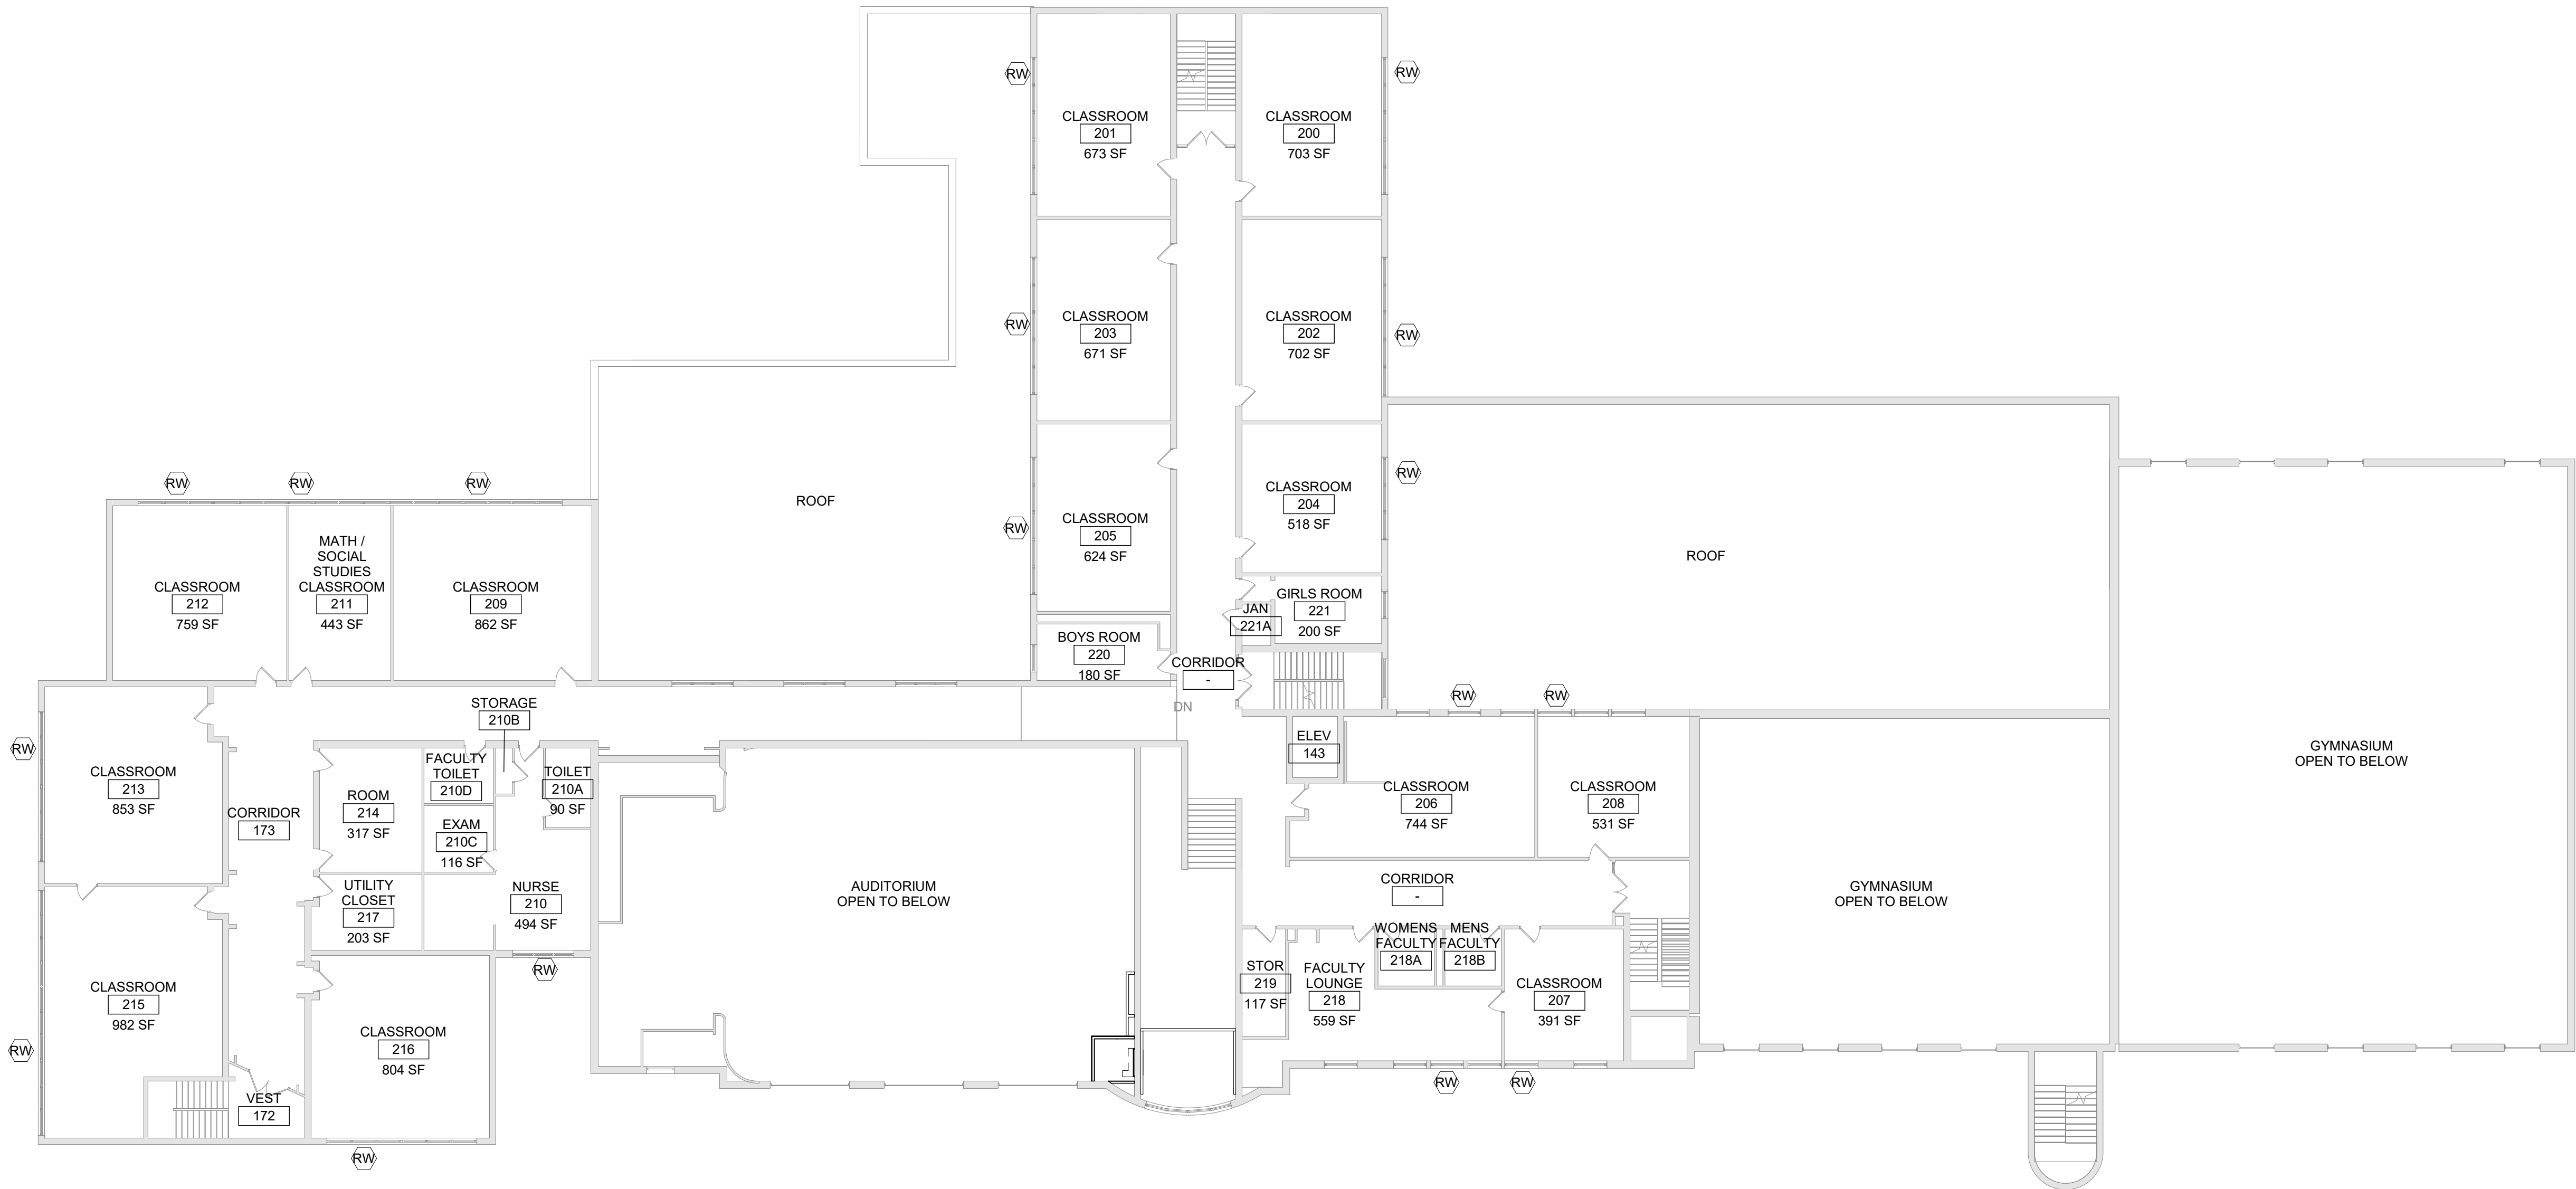 RW
CLASSROOM
201
673 SF
CLASSROOM
200
703 SF
RW
RW
CLASSROOM
203
671 SF
CLASSROOM
202
702 SF
RW
RW
CLASSROOM
205
624 SF
CLASSROOM
204
518 SF
RW
ROOF
ROOF
RW
RW
RW
CLASSROOM
212
759 SF
MATH /
SOCIAL
STUDIES
CLASSROOM
211
443 SF
CLASSROOM
209
862 SF
BOYS ROOM
220
180 SF
JAN
221A
GIRLS ROOM
221
200 SF
CORRIDOR
-
DN
RW
RW
RW
CLASSROOM
213
853 SF
CORRIDOR
173
ROOM
214
317 SF
STORAGE
210B
FACULTY
TOILET
210D
TOILET
210A
90 SF
EXAM
210C
116 SF
ELEV
143
CLASSROOM
206
744 SF
CLASSROOM
208
531 SF
GYMNASIUM
OPEN TO BELOW
UTILITY
CLOSET
217
203 SF
NURSE
210
494 SF
RW
AUDITORIUM
OPEN TO BELOW
CORRIDOR
-
GYMNASIUM
OPEN TO BELOW
CLASSROOM
215
982 SF
RW
CLASSROOM
216
804 SF
RW
VEST
172
STOR
219
117 SF
FACULTY
LOUNGE
218
559 SF
WOMENS
FACULTY
218A
MENS
FACULTY
218B
CLASSROOM
207
391 SF
RW
RW